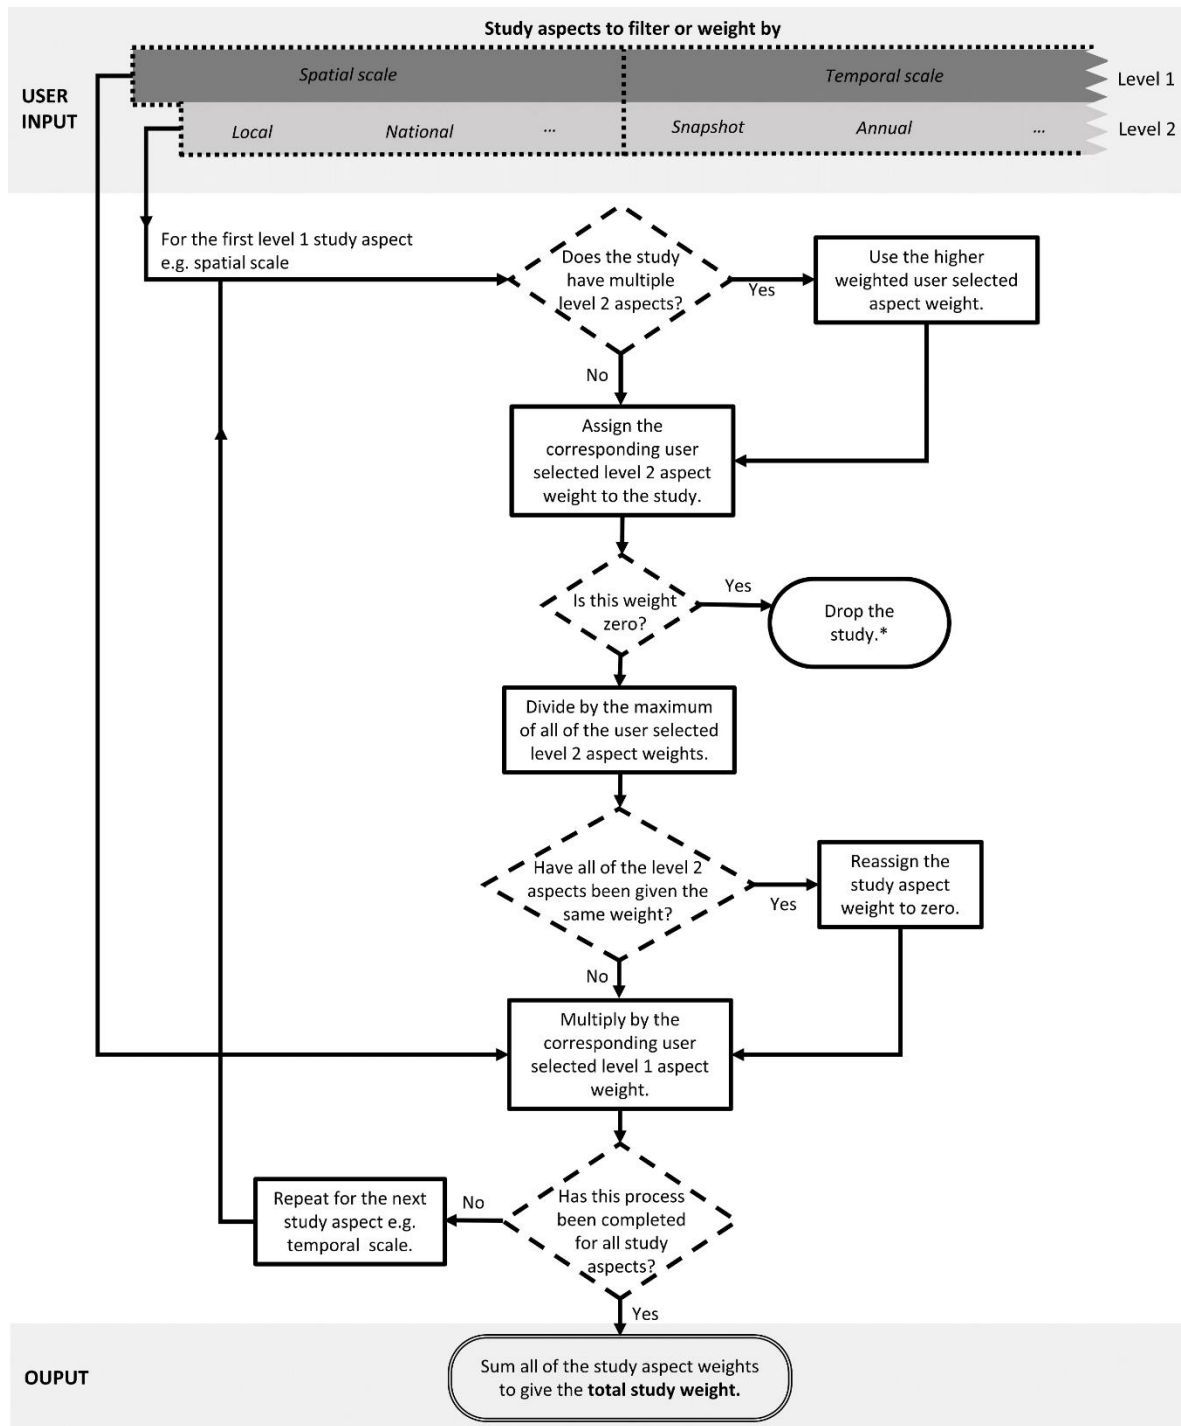 Study aspects to filter or weight by
USER
INPUT
Spatial scale
Temporal scale
Level 1
Local
National
...
Snapshot
Annual
...
Level 2
For the first level 1 study aspect
e.g. spatial scale
Does the study
have multiple
level 2 aspects?
Yes
Use the higher
weighted user selected
aspect weight.
No
Assign the
corresponding user
selected level 2 aspect
weight to the study.
Is this weight
zero?
Yes
Drop the
study.*
Divide by the maximum
of all of the user selected
level 2 aspect weights.
Have all of the level 2
aspects been given the
same weight?
Yes
Reassign the
study aspect
weight to zero.
No
Multiply by the
corresponding user
selected level 1 aspect
weight.
Has this process
been completed
for all study
aspects?
No
Repeat for the next
study aspect e.g.
temporal scale.
Yes
OUPUT
Sum all of the study aspect weights
to give the total study weight.